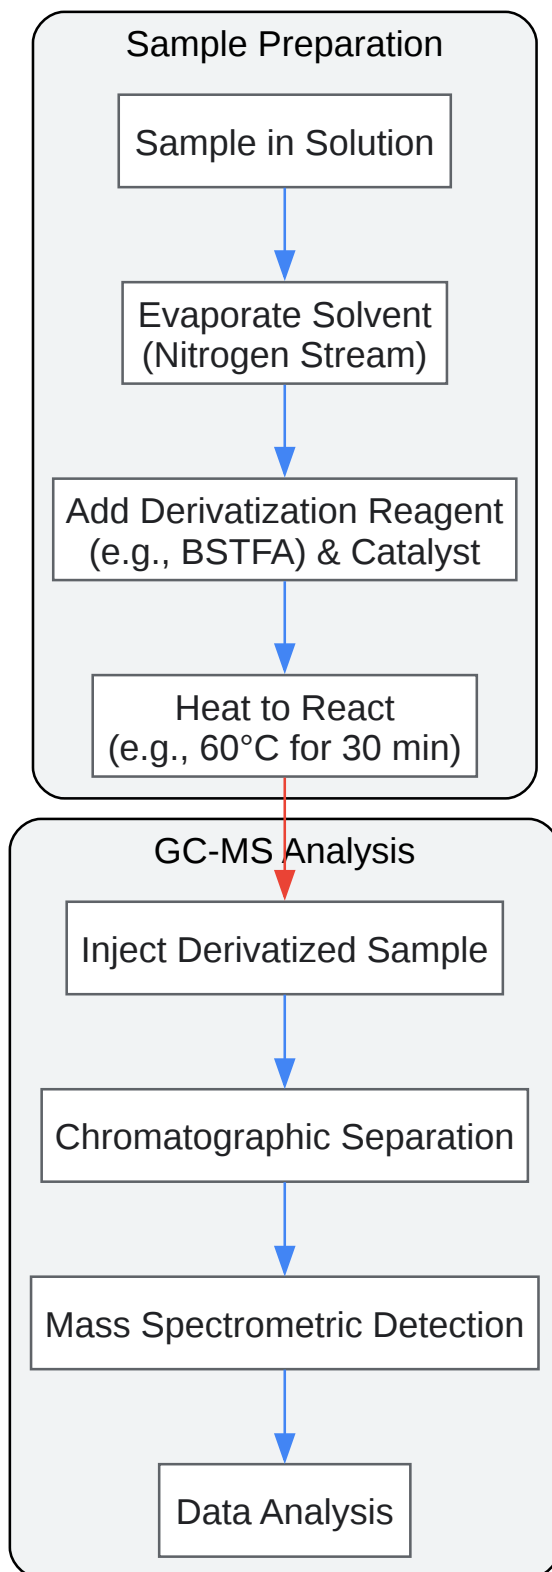 Sample Preparation
Sample in Solution
Evaporate Solvent
(Nitrogen Stream)
Add Derivatization Reagent
(e.g., BSTFA) & Catalyst
Heat to React
(e.g., 60°C for 30 min)
GC-MS Analysis
Inject Derivatized Sample
Chromatographic Separation
Mass Spectrometric Detection
Data Analysis